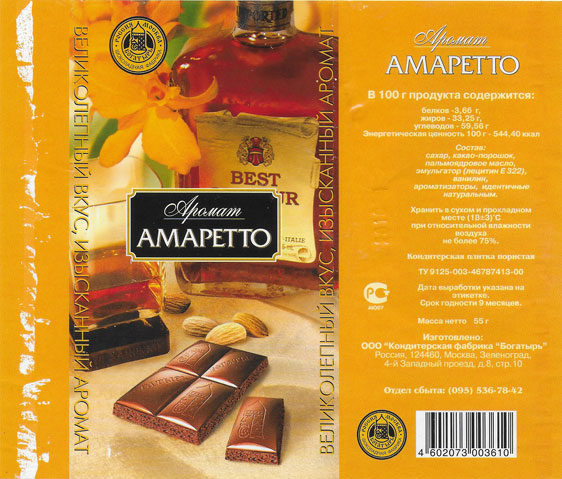 РОССИЯ МОСКВА
БОГАТЫРЬ
ШОКОЛАДНАЯ ФАБРИКА
ВЕЛИКОЛЕПНЫЙ ВКУС, ИЗЫСКАННЫЙ АРОМАТ
BEST
Аромат
АМАРЕТТО
ВЕЛИКОЛЕПНЫЙ ВКУС, ИЗЫСКАННЫЙ АРОМАТ
Аромат
АМАРЕТТО
В 100 г продукта содержится:
белков -3,66 г,
жиров - 33,25 г,
углеводов - 59,56 г
Энергетическая ценность 100 г - 544,40 ккал
Состав:
сахар, какао-порошок,
пальмоядровое масло,
эмульгатор (лецитин Е 322),
ванилин,
ароматизаторы, идентичные
натуральным.
Хранить в сухом и прохладном
месте (18±3)°С
при относительной влажности
воздуха
не более 75%.
Кондитерская плитка пористая
ТУ 9125-003-46787413-00
Дата выработки указана на
этикетке.
Срок годности 9 месяцев.
Масса нетто 55 г
Изготовлено:
ООО "Кондитерская фабрика "Богатырь"
Россия, 124460, Москва, Зеленоград,
4-й Западный проезд, д.8, стр.10
Отдел сбыта: (095) 536-78-42
4 602073 003610